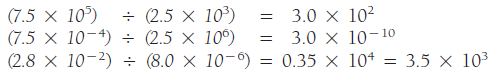 (7.5 × 10⁵) ÷ (2.5 × 10³) = 3.0 × 10²
(7.5 × 10⁻⁴) ÷ (2.5 × 10⁶) = 3.0 × 10⁻¹⁰
(2.8 × 10⁻²) ÷ (8.0 × 10⁻⁶) = 0.35 × 10⁴ = 3.5 × 10³